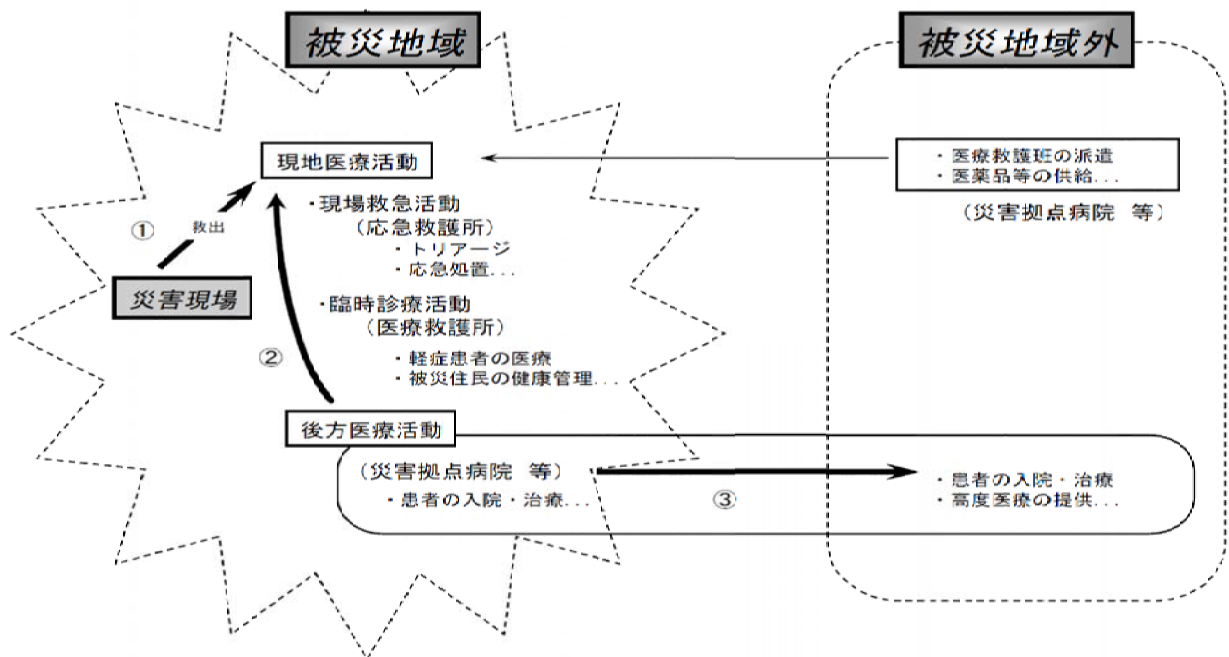 被災地域
被災地域外
現地医療活動
・医療救護班の派遣
・医薬品等の供給...
(災害拠点病院 等)
① 救出
・現場救急活動
(応急救護所)
・トリアージ
・応急処置...
災害現場
・臨時診療活動
(医療救護所)
②
・軽症患者の医療
・被災住民の健康管理...
後方医療活動
(災害拠点病院 等)
・患者の入院・治療...
③
・患者の入院・治療
・高度医療の提供...